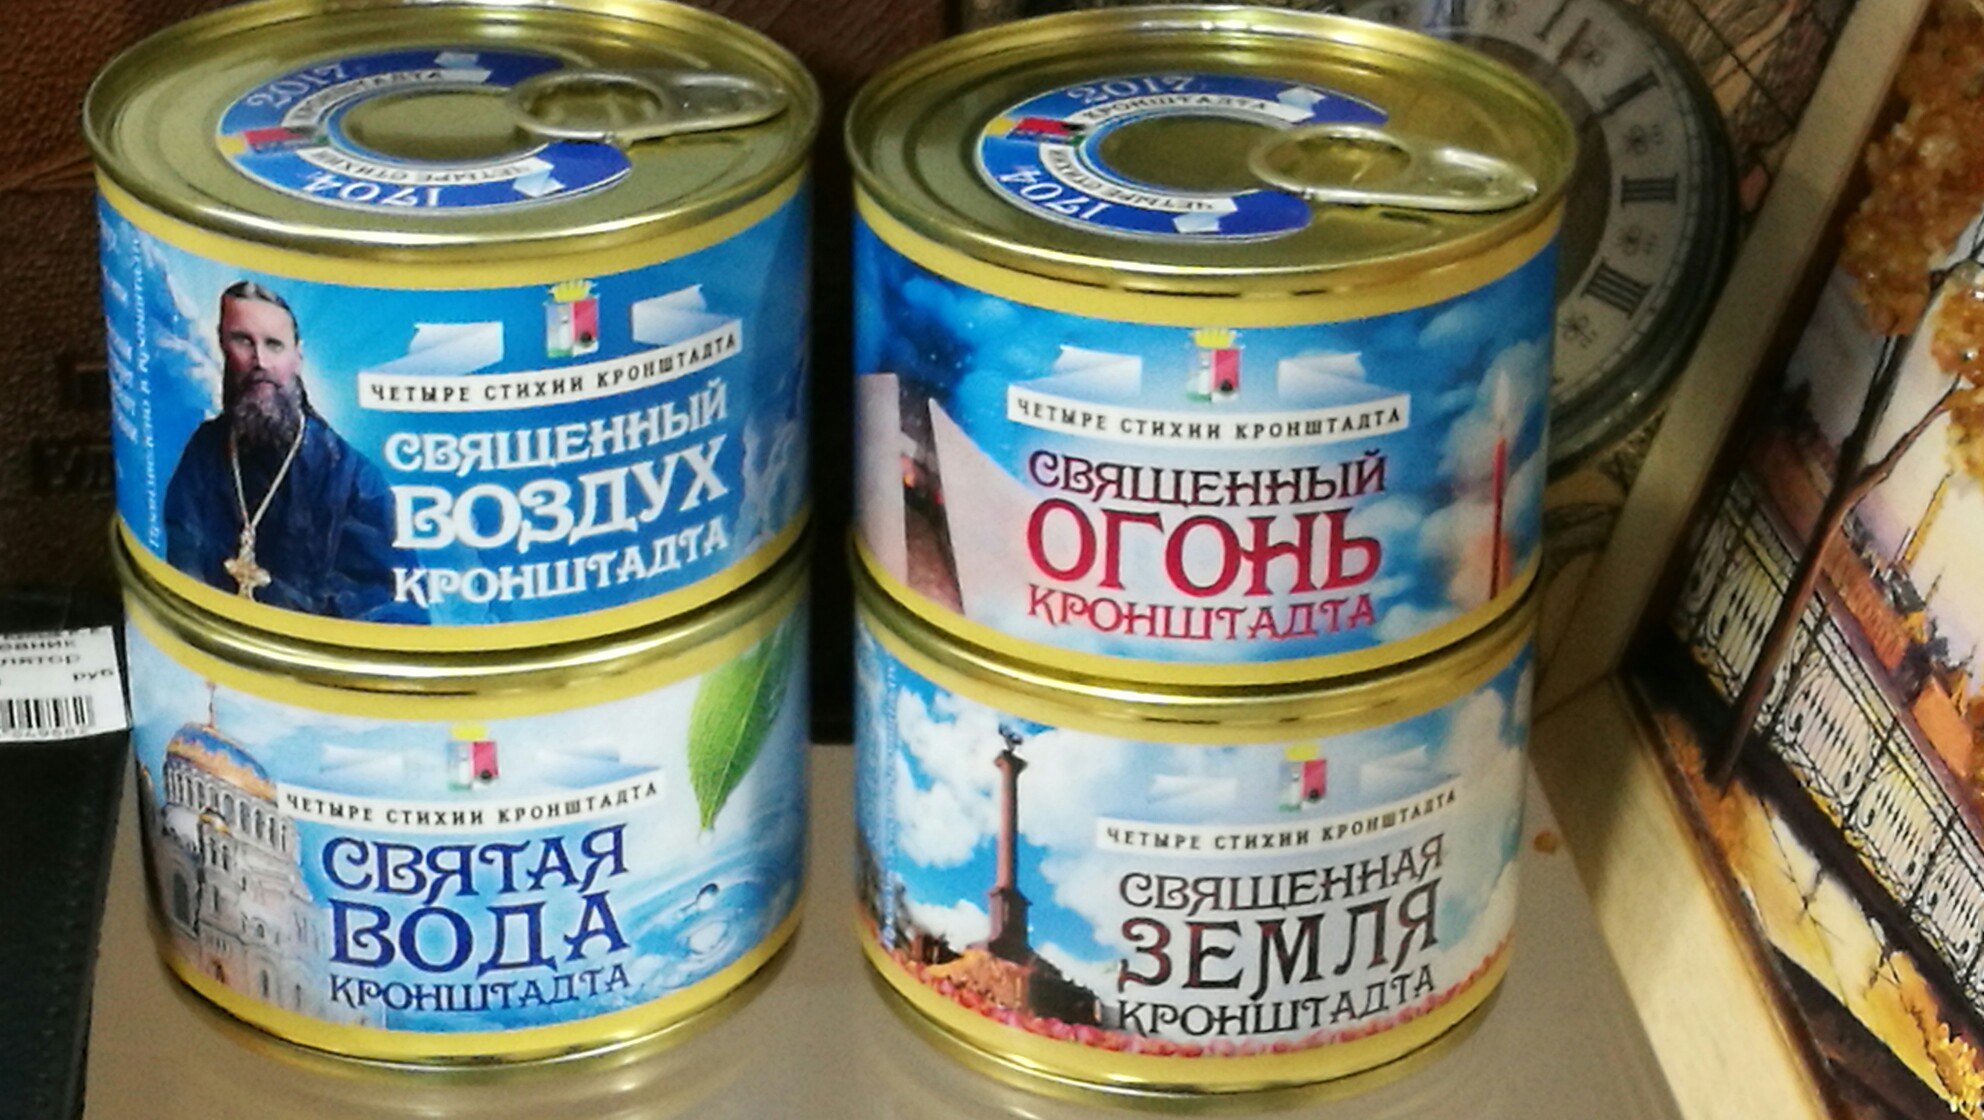 2017
КРОНШТАДТА
ЧЕТЫРЕ СТИХИИ
1704
2017
КРОНШТАДТА
ЧЕТЫРЕ СТИХИИ
1704
ЧЕТЫРЕ СТИХИИ КРОНШТАДТА
СВЯЩЕННЫЙ
ВОЗДУХ
КРОНШТАДТА
ЧЕТЫРЕ СТИХИИ КРОНШТАДТА
СВЯЩЕННЫЙ
ОГОНЬ
КРОНШТАДТА
руб
ЧЕТЫРЕ СТИХИИ КРОНШТАДТА
СВЯТАЯ
ВОДА
КРОНШТАДТА
ЧЕТЫРЕ СТИХИИ КРОНШТАДТА
СВЯЩЕННАЯ
ЗЕМЛЯ
КРОНШТАДТА